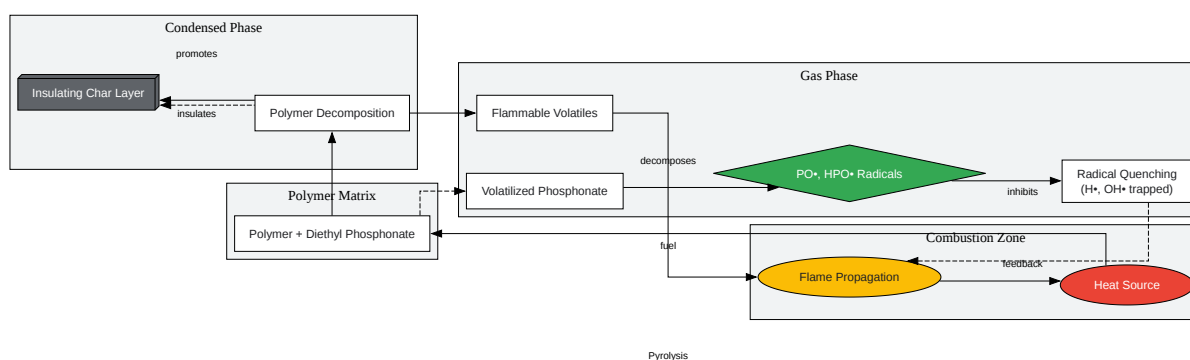 Condensed Phase
promotes
Insulating Char Layer
insulates
Polymer Decomposition
Gas Phase
Flammable Volatiles
decomposes
PO•, HPO• Radicals
Volatilized Phosphonate
inhibits
Radical Quenching
(H•, OH• trapped)
Polymer Matrix
Polymer + Diethyl Phosphonate
fuel
Combustion Zone
feedback
Flame Propagation
Heat Source
Pyrolysis